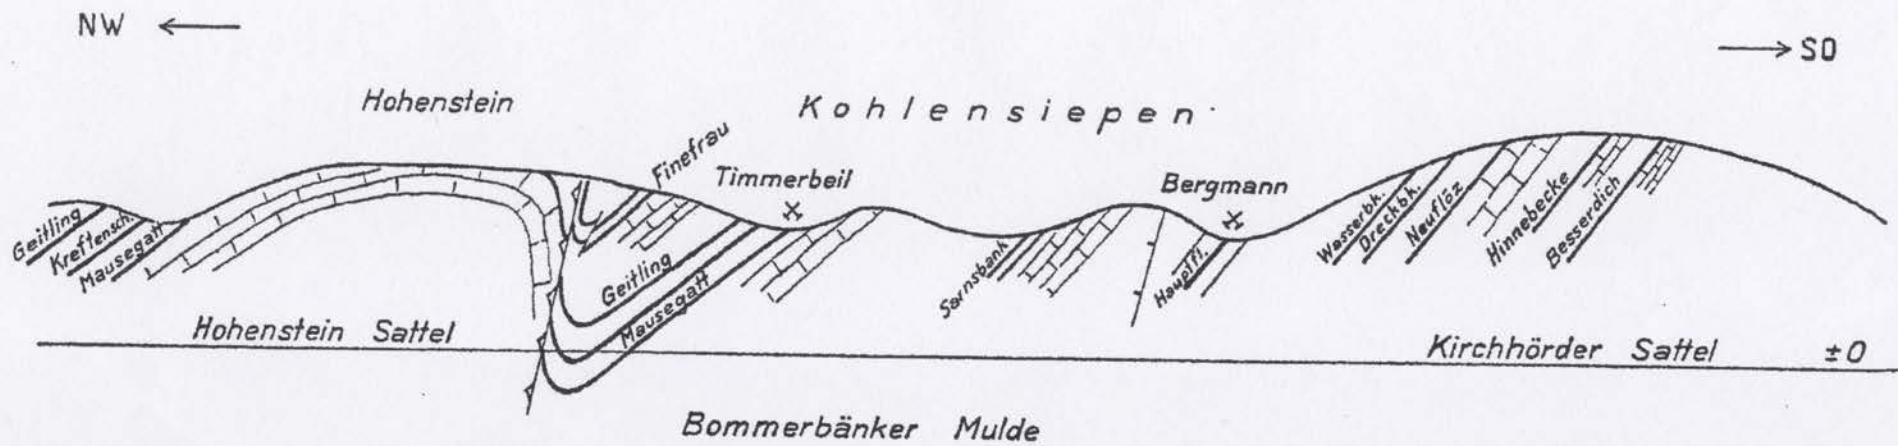 NW
SO
Hohenstein
Kohlensiepen
Finefrau
Timmerbeil
Bergmann
Geitling
Kreftensch.
Mausegatt
Geitling
Mausegatt
Sarnsbank
Hauptfl.
Wasserbk.
Dreckbk.
Neuflöz
Hinnebecke
Besserdich
Hohenstein Sattel
Kirchhörder Sattel
±0
Bommerbänker Mulde